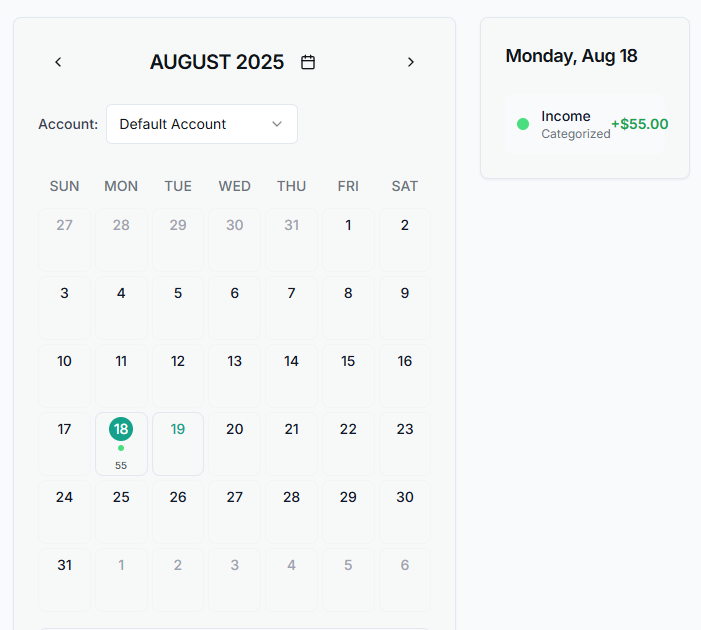 AUGUST 2025
Account: Default Account
SUN MON TUE WED THU FRI SAT
27 28 29 30 31 1 2
3 4 5 6 7 8 9
10 11 12 13 14 15 16
17 18 19 20 21 22 23
55
24 25 26 27 28 29 30
31 1 2 3 4 5 6
Monday, Aug 18
Income
Categorized
+$55.00